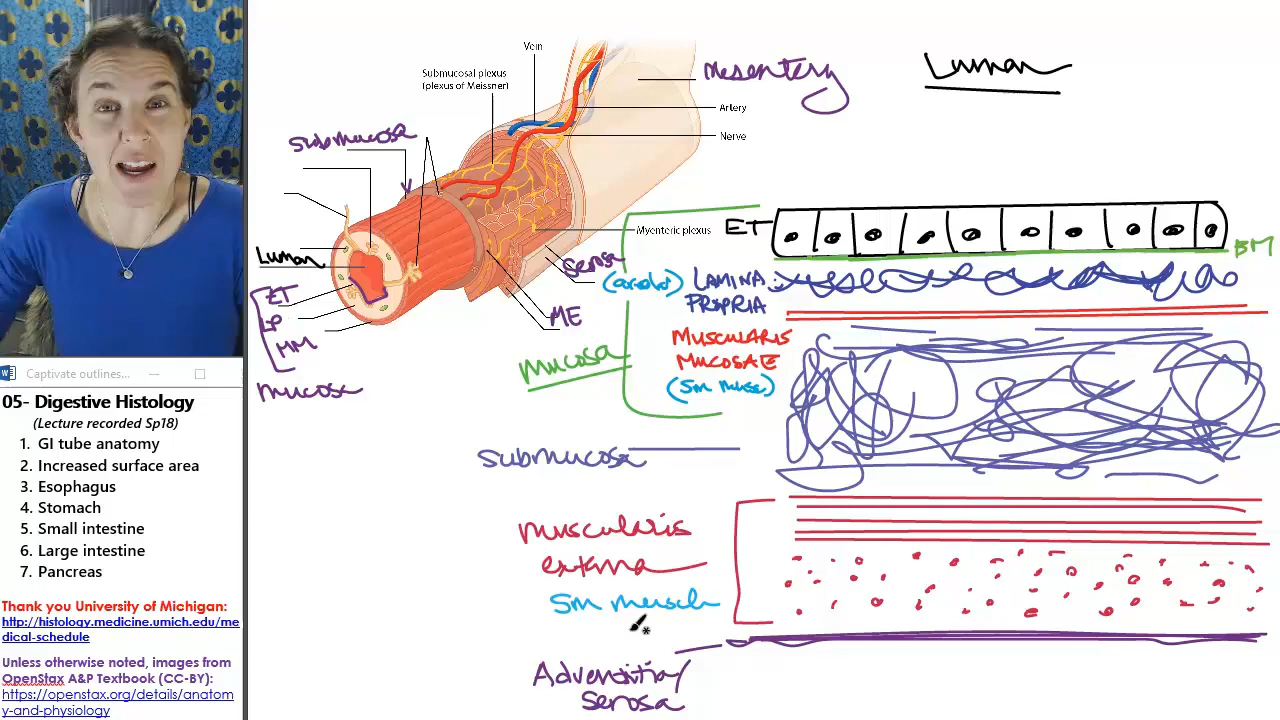 Vein
Submucosal plexus
(plexus of Meissner)
Mesentery
Artery
Nerve
Submucosa
Myenteric plexus
Serosa
ME
Lumen
ET
LP
MM
mucosa
Lumen
ET
BM
(areolar)
LAMINA
PROPRIA
MUSCULARIS
MUCOSAE
(Sm musc)
mucosa
submucosa
muscularis
externa
Sm muscle
Adventitia/
Serosa
Captivate outlines...
05- Digestive Histology
(Lecture recorded Sp18)
1. GI tube anatomy
2. Increased surface area
3. Esophagus
4. Stomach
5. Small intestine
6. Large intestine
7. Pancreas
Thank you University of Michigan:
http://histology.medicine.umich.edu/me
dical-schedule
Unless otherwise noted, images from
OpenStax A&P Textbook (CC-BY):
https://openstax.org/details/anatom
y-and-physiology